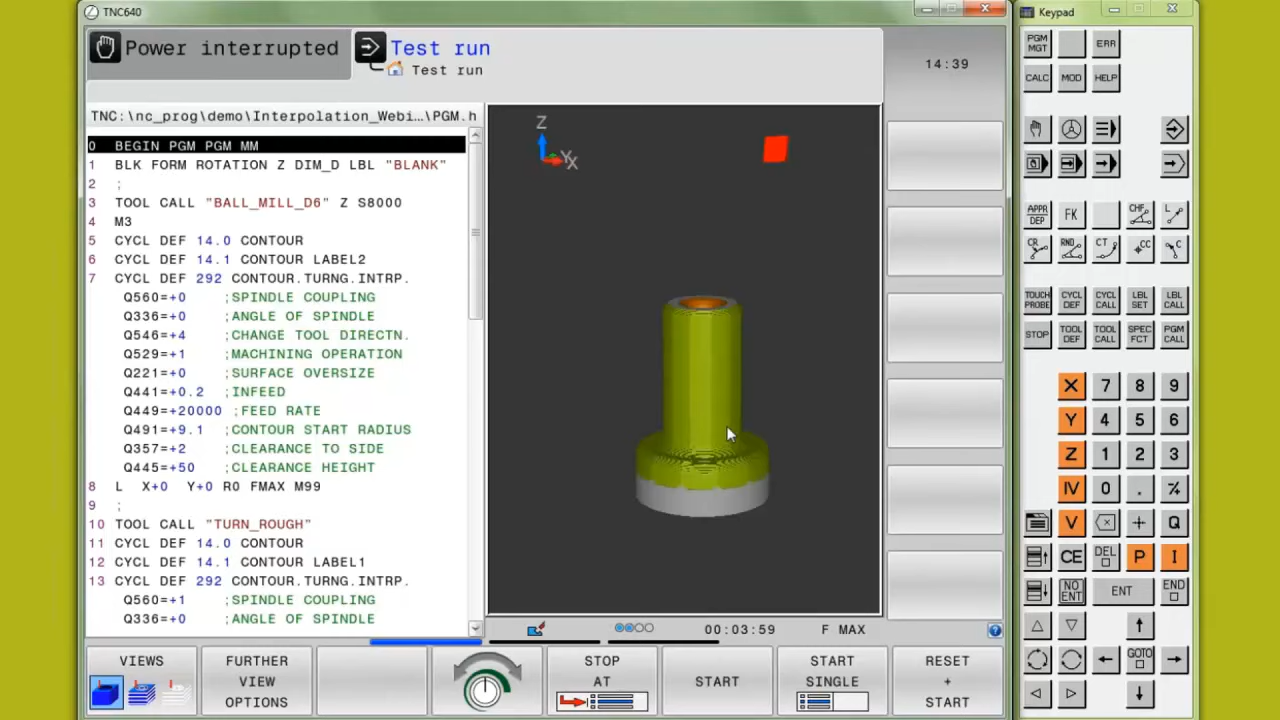 TNC640
Power interrupted
Test run
Test run
14:39
TNC:\nc_prog\demo\Interpolation_Webi…\PGM.h
0 BEGIN PGM PGM MM
1 BLK FORM ROTATION Z DIM_D LBL "BLANK"
2 ;
3 TOOL CALL "BALL_MILL_D6" Z S8000
4 M3
5 CYCL DEF 14.0 CONTOUR
6 CYCL DEF 14.1 CONTOUR LABEL2
7 CYCL DEF 292 CONTOUR.TURNG.INTRP.
Q560=+0 ;SPINDLE COUPLING
Q336=+0 ;ANGLE OF SPINDLE
Q546=+4 ;CHANGE TOOL DIRECTN.
Q529=+1 ;MACHINING OPERATION
Q221=+0 ;SURFACE OVERSIZE
Q441=+0.2 ;INFEED
Q449=+20000 ;FEED RATE
Q491=+9.1 ;CONTOUR START RADIUS
Q357=+2 ;CLEARANCE TO SIDE
Q445=+50 ;CLEARANCE HEIGHT
8 L X+0 Y+0 R0 FMAX M99
9 ;
10 TOOL CALL "TURN_ROUGH"
11 CYCL DEF 14.0 CONTOUR
12 CYCL DEF 14.1 CONTOUR LABEL1
13 CYCL DEF 292 CONTOUR.TURNG.INTRP.
Q560=+1 ;SPINDLE COUPLING
Q336=+0 ;ANGLE OF SPINDLE
Z
Y
X
00:03:59 F MAX
VIEWS
FURTHER VIEW OPTIONS
STOP AT
START
START SINGLE
RESET + START
Keypad
PGM MGT
ERR
CALC MOD HELP
APPR DEP FK CHF L
CR RND CT CC C
TOUCH PROBE CYCL DEF CYCL CALL LBL SET LBL CALL
STOP TOOL DEF TOOL CALL SPEC FCT PGM CALL
X 7 8 9
Y 4 5 6
Z 1 2 3
IV 0 .
V Q
CE DEL P I
NO ENT ENT END
GOTO